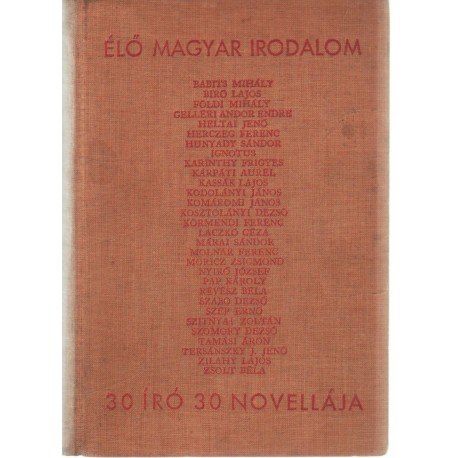 ÉLŐ MAGYAR IRODALOM
BABITS MIHÁLY
BIRÓ LAJOS
FÖLDI MIHÁLY
GELLÉRI ANDOR ENDRE
HELTAI JENŐ
HERCZEG FERENC
HUNYADY SÁNDOR
IGNOTUS
KARINTHY FRIGYES
KÁRPÁTI AUREL
KASSÁK LAJOS
KODOLÁNYI JÁNOS
KOMÁROMI JÁNOS
KOSZTOLÁNYI DEZSŐ
KÖRMENDI FERENC
LACZKÓ GÉZA
MÁRAI SÁNDOR
MOLNÁR FERENC
MÓRICZ ZSIGMOND
NYIRŐ JÓZSEF
PAP KÁROLY
RÉVÉSZ BÉLA
SZABÓ DEZSŐ
SZÉP ERNŐ
SZITNYAI ZOLTÁN
SZOMORY DEZSŐ
TAMÁSI ÁRON
TERSÁNSZKY J. JENŐ
ZILAHY LAJOS
ZSOLT BÉLA
30 ÍRÓ 30 NOVELLÁJA